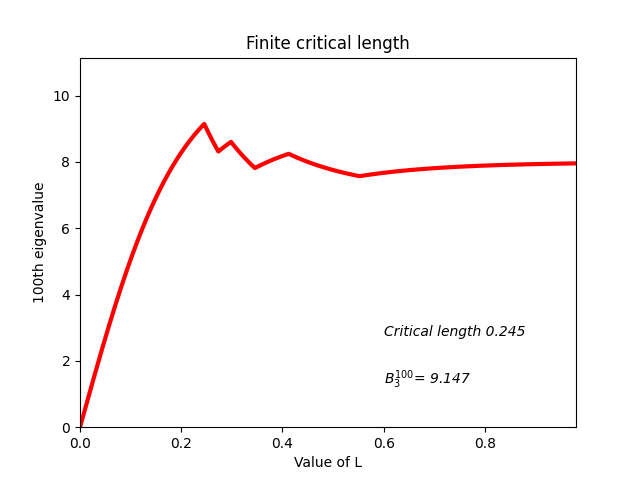 Finite critical length
100th eigenvalue
10
8
6
4
2
0
Critical length 0.245
B_3^100 = 9.147
0.0 0.2 0.4 0.6 0.8
Value of L